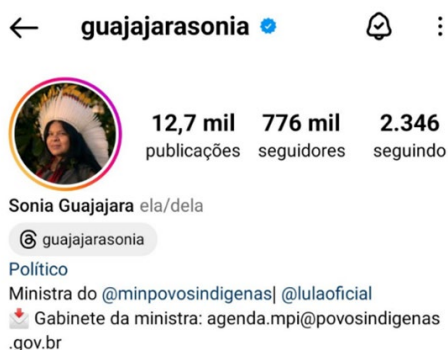 guajajarasonia
12,7 mil 776 mil 2.346
publicações seguidores seguindo
Sonia Guajajara ela/dela
guajajarasonia
Político
Ministra do @minpovosindigenas| @lulaoficial
📩 Gabinete da ministra: agenda.mpi@povosindigenas
.gov.br